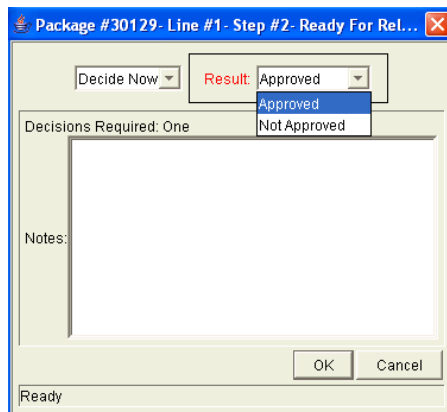 Package #30129- Line #1- Step #2- Ready For Rel...
Decide Now Result: Approved
Approved
Not Approved
Decisions Required: One
Notes:
OK Cancel
Ready